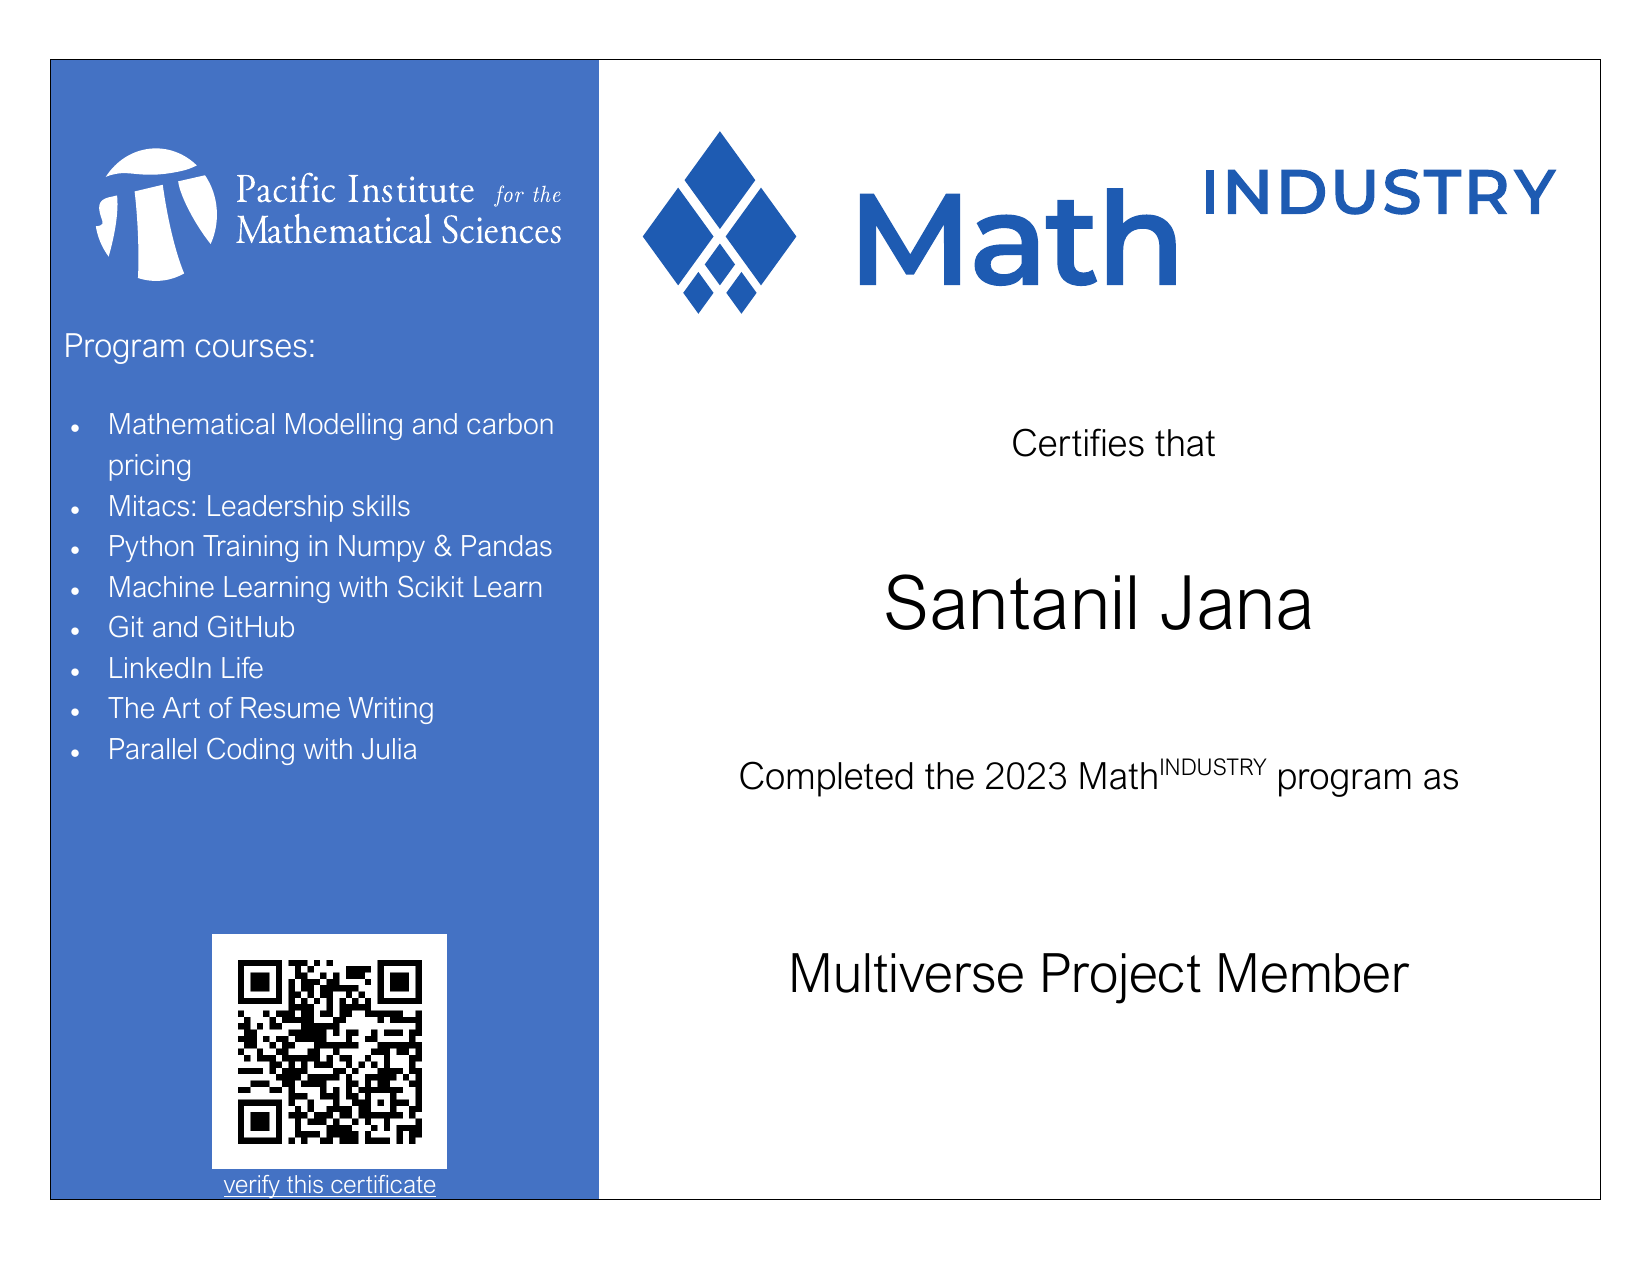 Pacific Institute for the
Mathematical Sciences
Program courses:
• Mathematical Modelling and carbon
pricing
• Mitacs: Leadership skills
• Python Training in Numpy & Pandas
• Machine Learning with Scikit Learn
• Git and GitHub
• LinkedIn Life
• The Art of Resume Writing
• Parallel Coding with Julia
verify this certificate
Math INDUSTRY
Certifies that
Santanil Jana
Completed the 2023 MathINDUSTRY program as
Multiverse Project Member